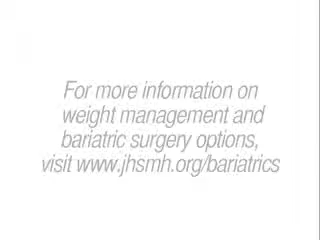 For more information on
weight management and
bariatric surgery options,
visit www.jhsmh.org/bariatrics